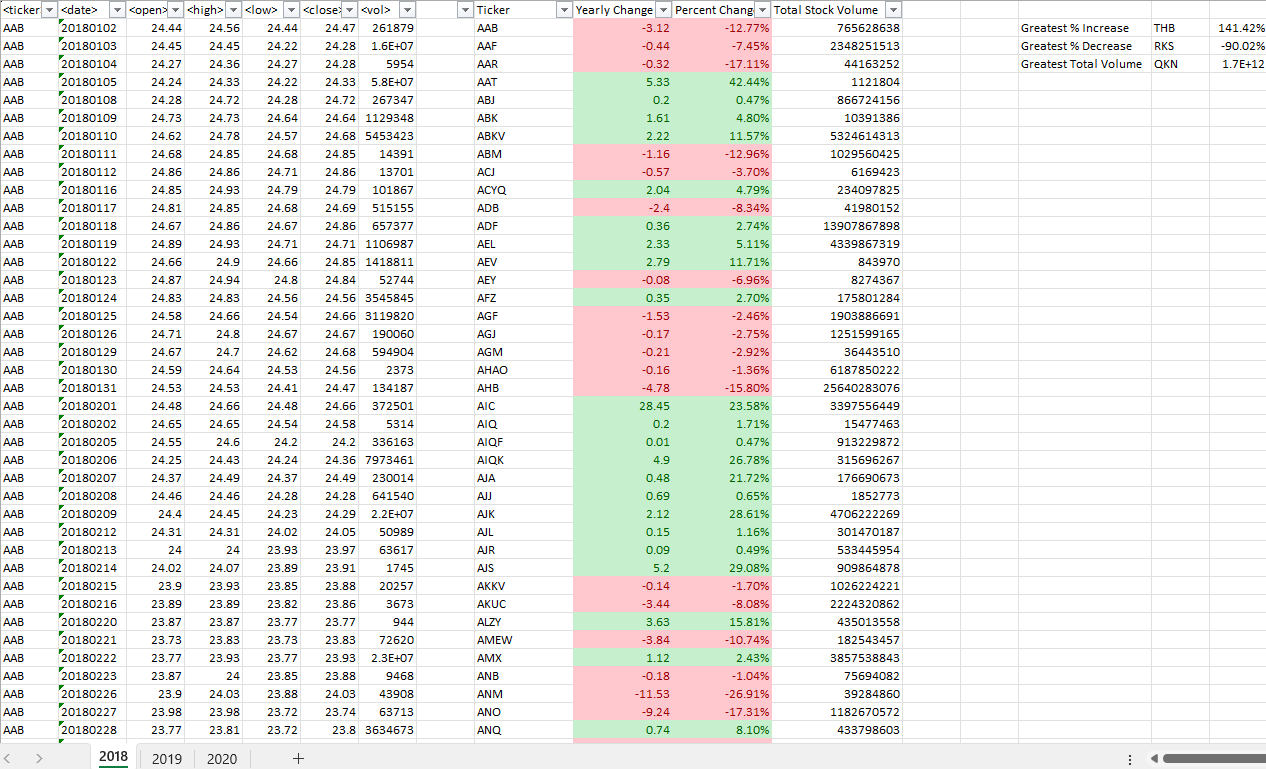 <ticker <date> <open> <high> <low> <close> <vol> Ticker Yearly Change Percent Chang Total Stock Volume
AAB 20180102 24.44 24.56 24.44 24.47 261879 AAB -3.12 -12.77% 765628638 Greatest % Increase THB 141.42%
AAB 20180103 24.45 24.45 24.22 24.28 1.6E+07 AAF -0.44 -7.45% 2348251513 Greatest % Decrease RKS -90.02%
AAB 20180104 24.27 24.36 24.27 24.28 5954 AAR -0.32 -17.11% 44163252 Greatest Total Volume QKN 1.7E+12
AAB 20180105 24.24 24.33 24.22 24.33 5.8E+07 AAT 5.33 42.44% 1121804
AAB 20180108 24.28 24.72 24.28 24.72 267347 ABJ 0.2 0.47% 866724156
AAB 20180109 24.73 24.73 24.64 24.64 1129348 ABK 1.61 4.80% 10391386
AAB 20180110 24.62 24.78 24.57 24.68 5453423 ABKV 2.22 11.57% 5324614313
AAB 20180111 24.68 24.85 24.68 24.85 14391 ABM -1.16 -12.96% 1029560425
AAB 20180112 24.86 24.86 24.71 24.86 13701 ACJ -0.57 -3.70% 6169423
AAB 20180116 24.85 24.93 24.79 24.79 101867 ACYQ 2.04 4.79% 234097825
AAB 20180117 24.81 24.85 24.68 24.69 515155 ADB -2.4 -8.34% 41980152
AAB 20180118 24.67 24.86 24.67 24.86 657377 ADF 0.36 2.74% 13907867898
AAB 20180119 24.89 24.93 24.71 24.71 1106987 AEL 2.33 5.11% 4339867319
AAB 20180122 24.66 24.9 24.66 24.85 1418811 AEV 2.79 11.71% 843970
AAB 20180123 24.87 24.94 24.8 24.84 52744 AEY -0.08 -6.96% 8274367
AAB 20180124 24.83 24.83 24.56 24.56 3545845 AFZ 0.35 2.70% 175801284
AAB 20180125 24.58 24.66 24.54 24.66 3119820 AGF -1.53 -2.46% 1903886691
AAB 20180126 24.71 24.8 24.67 24.67 190060 AGJ -0.17 -2.75% 1251599165
AAB 20180129 24.67 24.7 24.62 24.68 594904 AGM -0.21 -2.92% 36443510
AAB 20180130 24.59 24.64 24.53 24.56 2373 AHAO -0.16 -1.36% 6187850222
AAB 20180131 24.53 24.53 24.41 24.47 134187 AHB -4.78 -15.80% 25640283076
AAB 20180201 24.48 24.66 24.48 24.66 372501 AIC 28.45 23.58% 3397556449
AAB 20180202 24.65 24.65 24.54 24.58 5314 AIQ 0.2 1.71% 15477463
AAB 20180205 24.55 24.6 24.2 24.2 336163 AIQF 0.01 0.47% 913229872
AAB 20180206 24.25 24.43 24.24 24.36 7973461 AIQK 4.9 26.78% 315696267
AAB 20180207 24.37 24.49 24.37 24.49 230014 AJA 0.48 21.72% 176690673
AAB 20180208 24.46 24.46 24.28 24.28 641540 AJJ 0.69 0.65% 1852773
AAB 20180209 24.4 24.45 24.23 24.29 2.2E+07 AJK 2.12 28.61% 4706222269
AAB 20180212 24.31 24.31 24.02 24.05 50989 AJL 0.15 1.16% 301470187
AAB 20180213 24 24 23.93 23.97 63617 AJR 0.09 0.49% 533445954
AAB 20180214 24.02 24.07 23.89 23.91 1745 AJS 5.2 29.08% 909864878
AAB 20180215 23.9 23.93 23.85 23.88 20257 AKKV -0.14 -1.70% 1026224221
AAB 20180216 23.89 23.89 23.82 23.86 3673 AKUC -3.44 -8.08% 2224320862
AAB 20180220 23.87 23.87 23.77 23.77 944 ALZY 3.63 15.81% 435013558
AAB 20180221 23.73 23.83 23.73 23.83 72620 AMEW -3.84 -10.74% 182543457
AAB 20180222 23.77 23.93 23.77 23.93 2.3E+07 AMX 1.12 2.43% 3857538843
AAB 20180223 23.87 24 23.85 23.88 9468 ANB -0.18 -1.04% 75694082
AAB 20180226 23.9 24.03 23.88 24.03 43908 ANM -11.53 -26.91% 39284860
AAB 20180227 23.98 23.98 23.72 23.74 63713 ANO -9.24 -17.31% 1182670572
AAB 20180228 23.77 23.81 23.72 23.8 3634673 ANQ 0.74 8.10% 433798603
2018 2019 2020